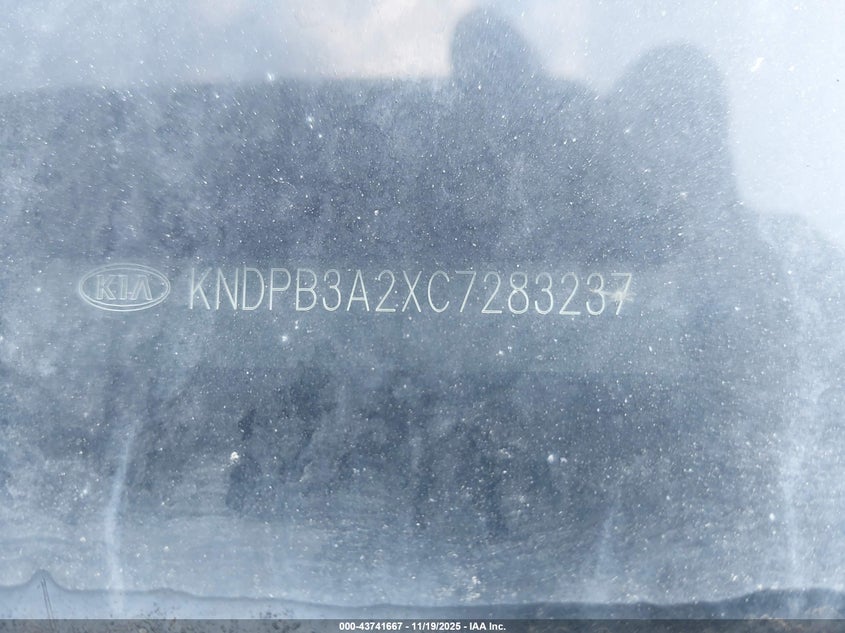 KIA KNDPB3A2XC7283237
000-43741667 - 11/19/2025 - IAA Inc.